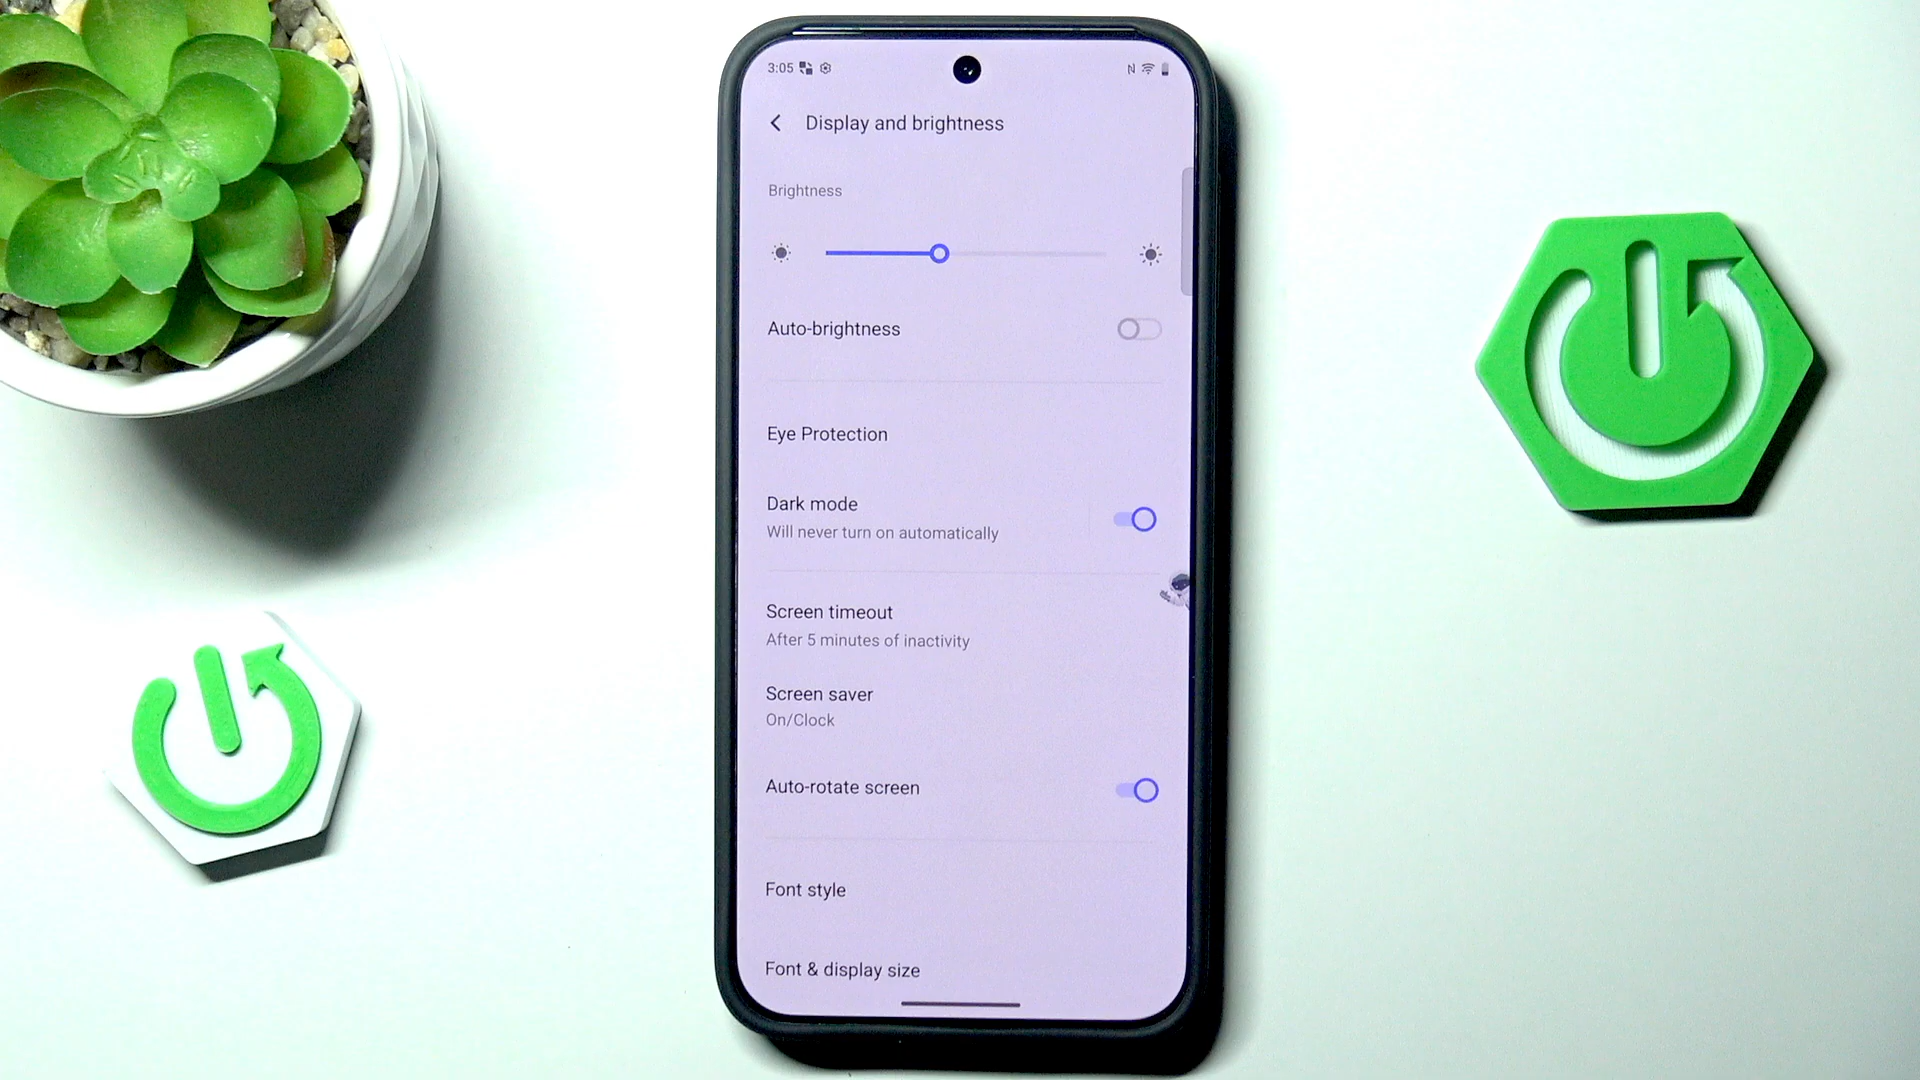 3:05
Display and brightness
Brightness
Auto-brightness
Eye Protection
Dark mode
Will never turn on automatically
Screen timeout
After 5 minutes of inactivity
Screen saver
On/Clock
Auto-rotate screen
Font style
Font & display size